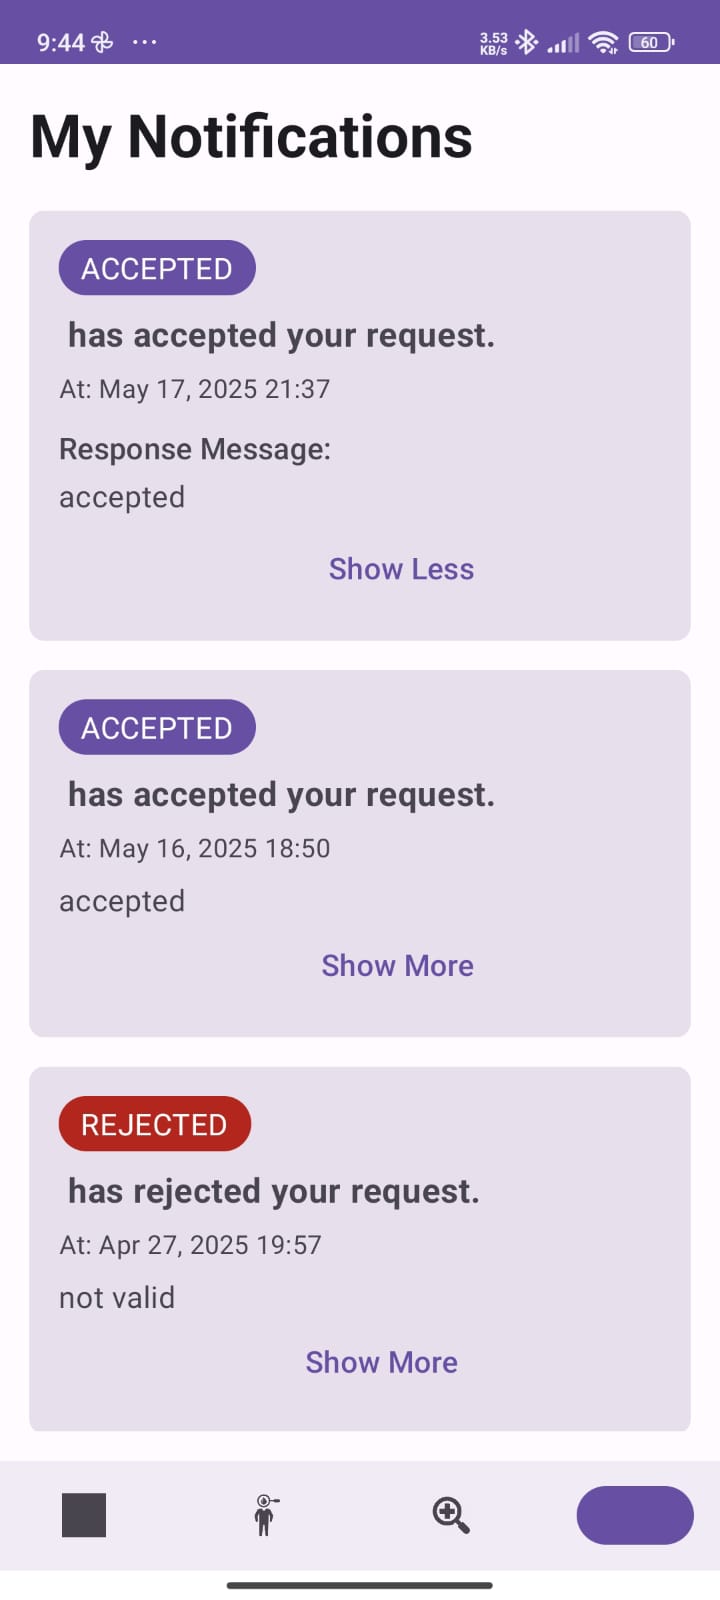 9:44
3.53
KB/s
60
My Notifications
ACCEPTED
has accepted your request.
At: May 17, 2025 21:37
Response Message:
accepted
Show Less
ACCEPTED
has accepted your request.
At: May 16, 2025 18:50
accepted
Show More
REJECTED
has rejected your request.
At: Apr 27, 2025 19:57
not valid
Show More